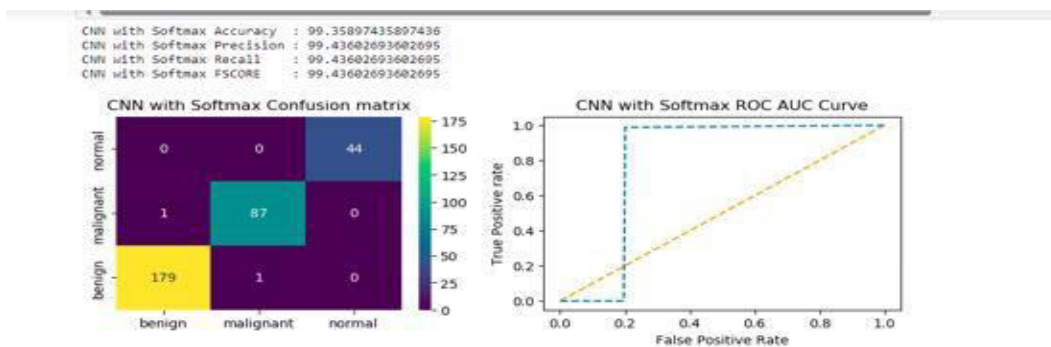 CNN with Softmax Accuracy : 99.35897435897436
CNN with Softmax Precision : 99.43602693602695
CNN with Softmax Recall : 99.43602693602695
CNN with Softmax FSCORE : 99.43602693602695
CNN with Softmax Confusion matrix
normal
0 0 44
malignant
1 87 0
benign
179 1 0
benign malignant normal
175
150
125
100
75
50
25
0
CNN with Softmax ROC AUC Curve
True Positive rate
1.0
0.8
0.6
0.4
0.2
0.0
0.0 0.2 0.4 0.6 0.8 1.0
False Positive Rate